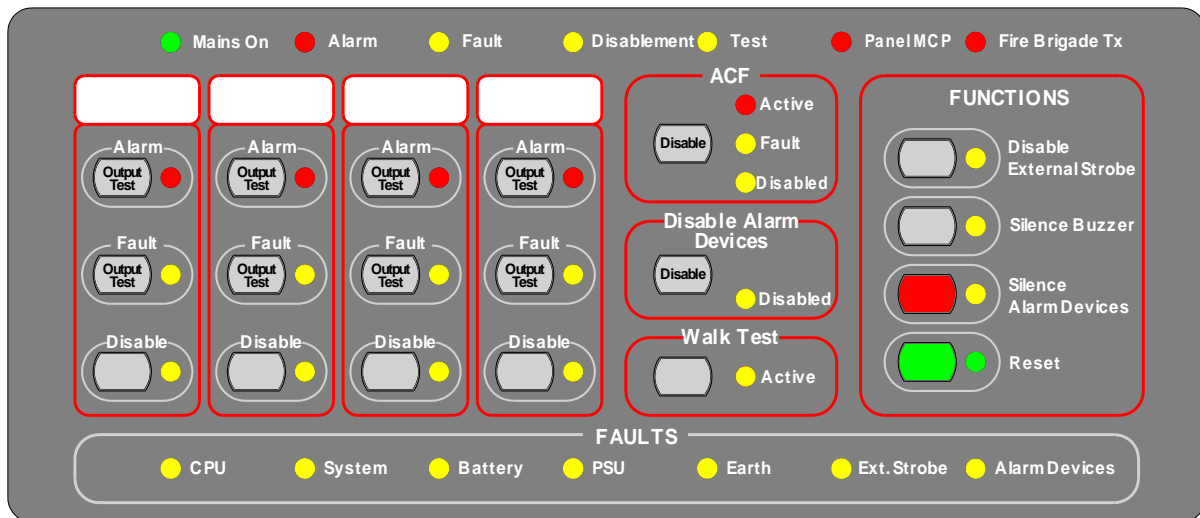 Mains On
Alarm
Fault
Disablement
Test
Panel MCP
Fire Brigade Tx
Alarm
Output
Test
Fault
Output
Test
Disable
Alarm
Output
Test
Fault
Output
Test
Disable
Alarm
Output
Test
Fault
Output
Test
Disable
Alarm
Output
Test
Fault
Output
Test
Disable
ACF
Disable
Active
Fault
Disabled
Disable Alarm
Devices
Disable
Disabled
Walk Test
Active
FUNCTIONS
Disable
External Strobe
Silence Buzzer
Silence
Alarm Devices
Reset
FAULTS
CPU
System
Battery
PSU
Earth
Ext. Strobe
Alarm Devices